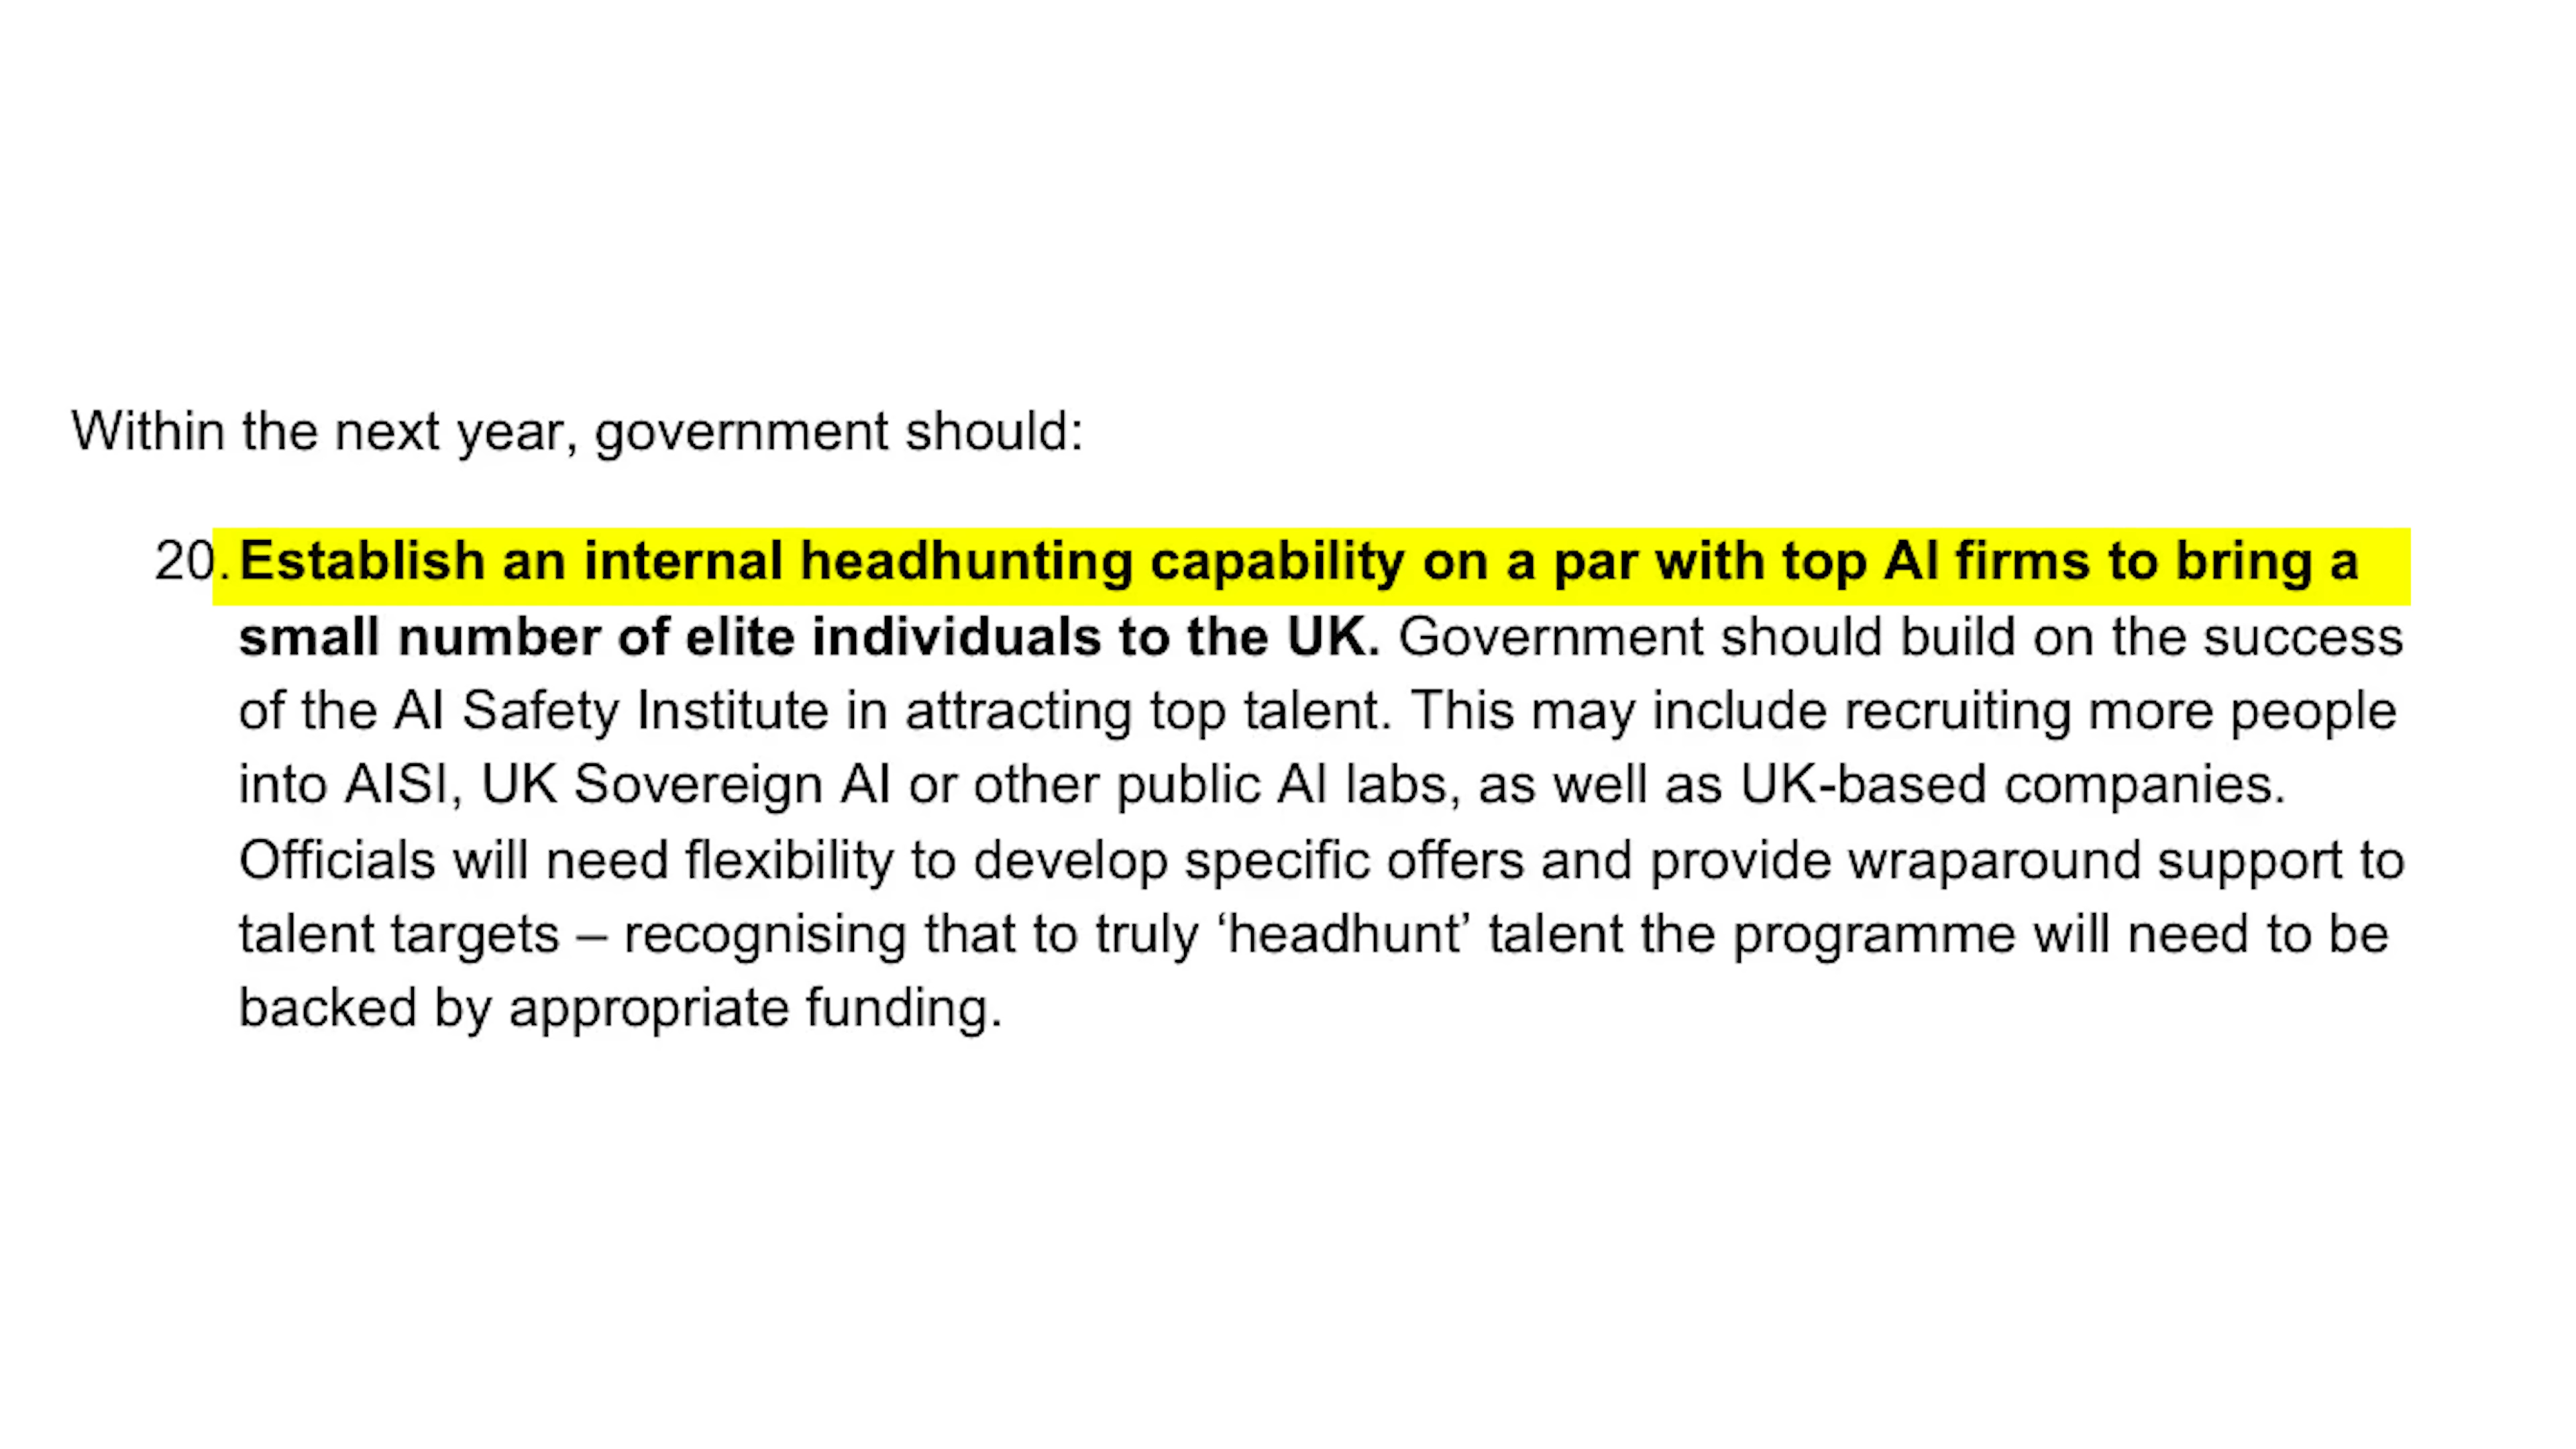 Within the next year, government should:
20. Establish an internal headhunting capability on a par with top AI firms to bring a
small number of elite individuals to the UK. Government should build on the success
of the AI Safety Institute in attracting top talent. This may include recruiting more people
into AISI, UK Sovereign AI or other public AI labs, as well as UK-based companies.
Officials will need flexibility to develop specific offers and provide wraparound support to
talent targets – recognising that to truly ‘headhunt’ talent the programme will need to be
backed by appropriate funding.